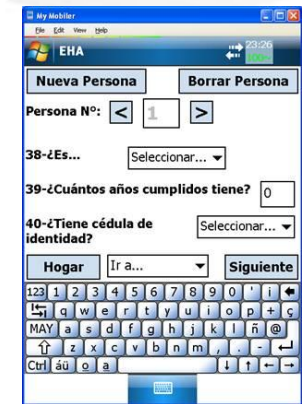 My Mobiler
File Edit View Help
EHA 23:26
100%
Nueva Persona Borrar Persona
Persona Nº: < 1 >
38-¿Es... Seleccionar...
39-¿Cuántos años cumplidos tiene? 0
40-¿Tiene cédula de Seleccionar...
identidad?
Hogar Ir a... Siguiente
123 1 2 3 4 5 6 7 8 9 0 ' ¡
q w e r t y u i o p + ç
MAY a s d f g h j k l ñ @
z x c v b n m , . -
Ctrl áü º ª